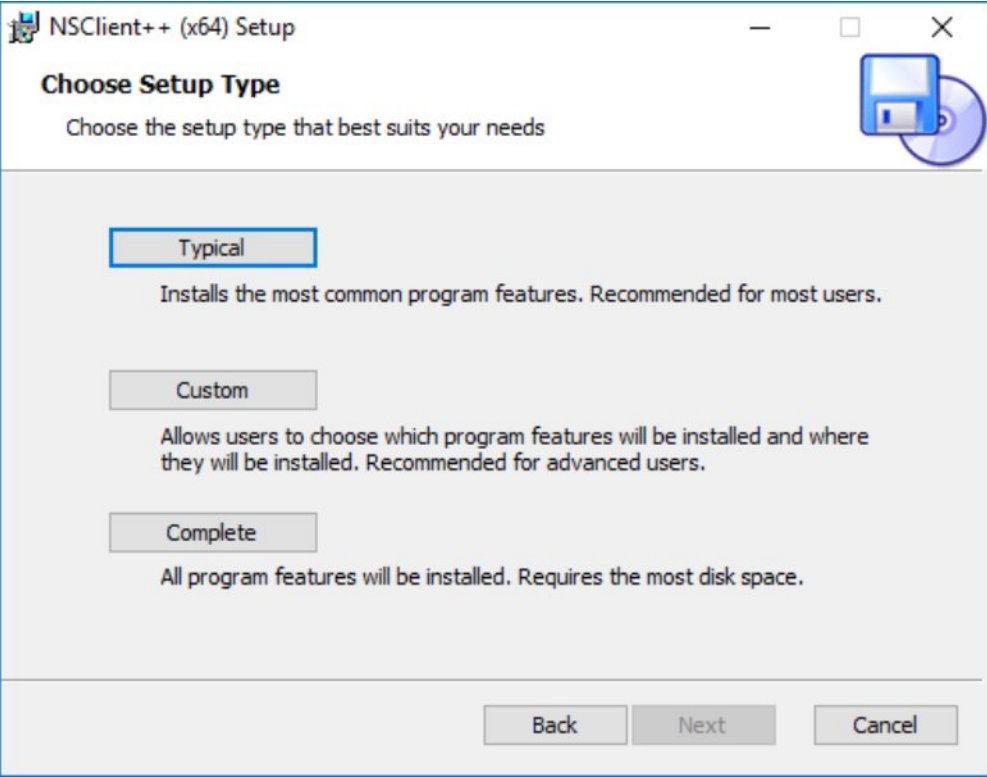 NSClient++ (x64) Setup
Choose Setup Type
Choose the setup type that best suits your needs
Typical
Installs the most common program features. Recommended for most users.
Custom
Allows users to choose which program features will be installed and where
they will be installed. Recommended for advanced users.
Complete
All program features will be installed. Requires the most disk space.
Back Next Cancel